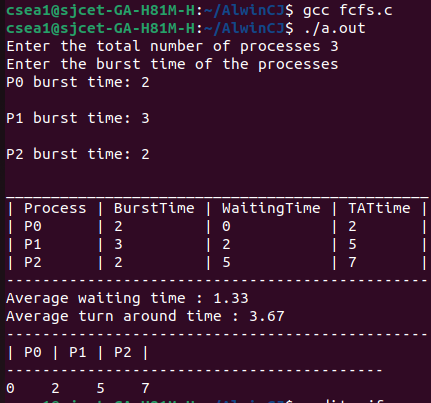 csea1@sjcet-GA-H81M-H:~/AlwinCJ$ gcc fcfs.c
csea1@sjcet-GA-H81M-H:~/AlwinCJ$ ./a.out
Enter the total number of processes 3
Enter the burst time of the processes
P0 burst time: 2
P1 burst time: 3
P2 burst time: 2
| Process | BurstTime | WaitingTime | TATtime |
| P0 | 2 | 0 | 2 |
| P1 | 3 | 2 | 5 |
| P2 | 2 | 5 | 7 |
-----------------------------------------------
Average waiting time : 1.33
Average turn around time : 3.67
-----------------------------------------------
| P0 | P1 | P2 |
------------------------------------------
0 2 5 7